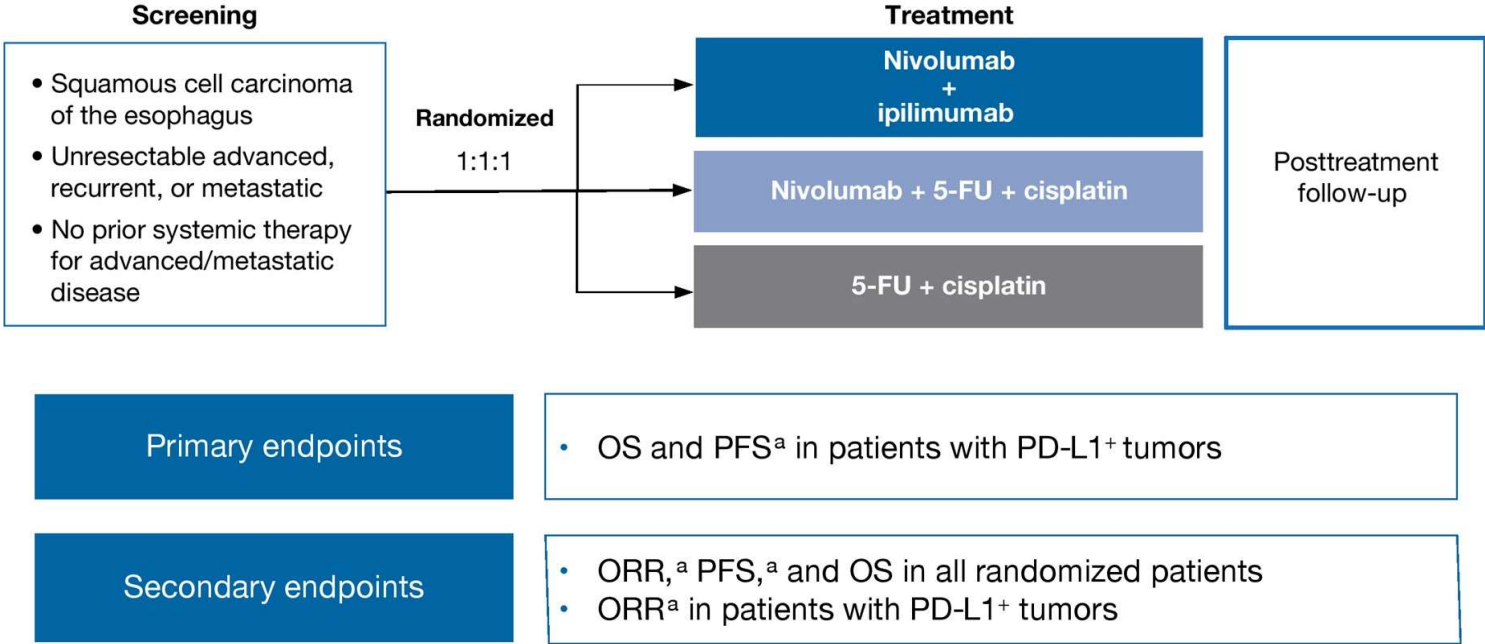 Screening
• Squamous cell carcinoma
of the esophagus
• Unresectable advanced,
recurrent, or metastatic
• No prior systemic therapy
for advanced/metastatic
disease
Randomized
1:1:1
Treatment
Nivolumab
+
ipilimumab
Nivolumab + 5-FU + cisplatin
5-FU + cisplatin
Posttreatment
follow-up
Primary endpoints
• OS and PFSᵃ in patients with PD-L1⁺ tumors
Secondary endpoints
• ORR,ᵃ PFS,ᵃ and OS in all randomized patients
• ORRᵃ in patients with PD-L1⁺ tumors